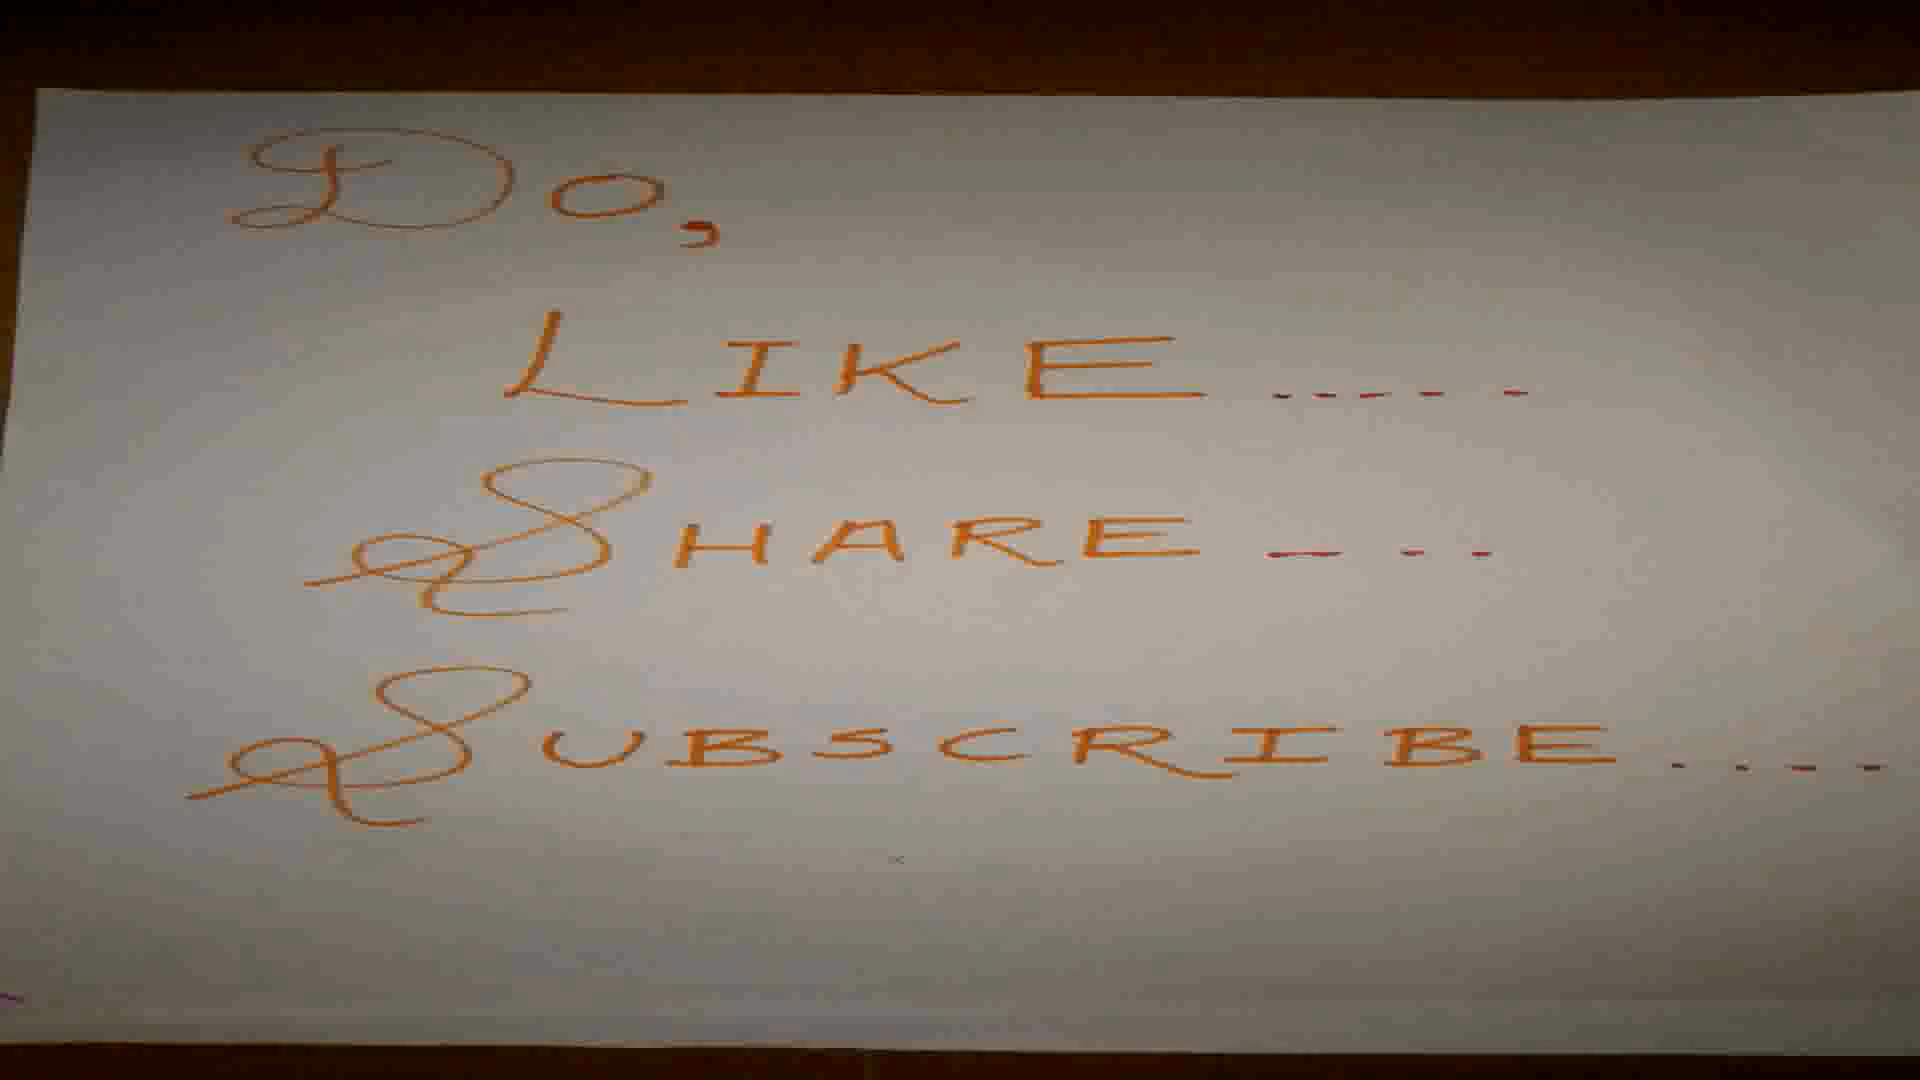 Do,
LIKE.....
SHARE _ . .
SUBSCRIBE....